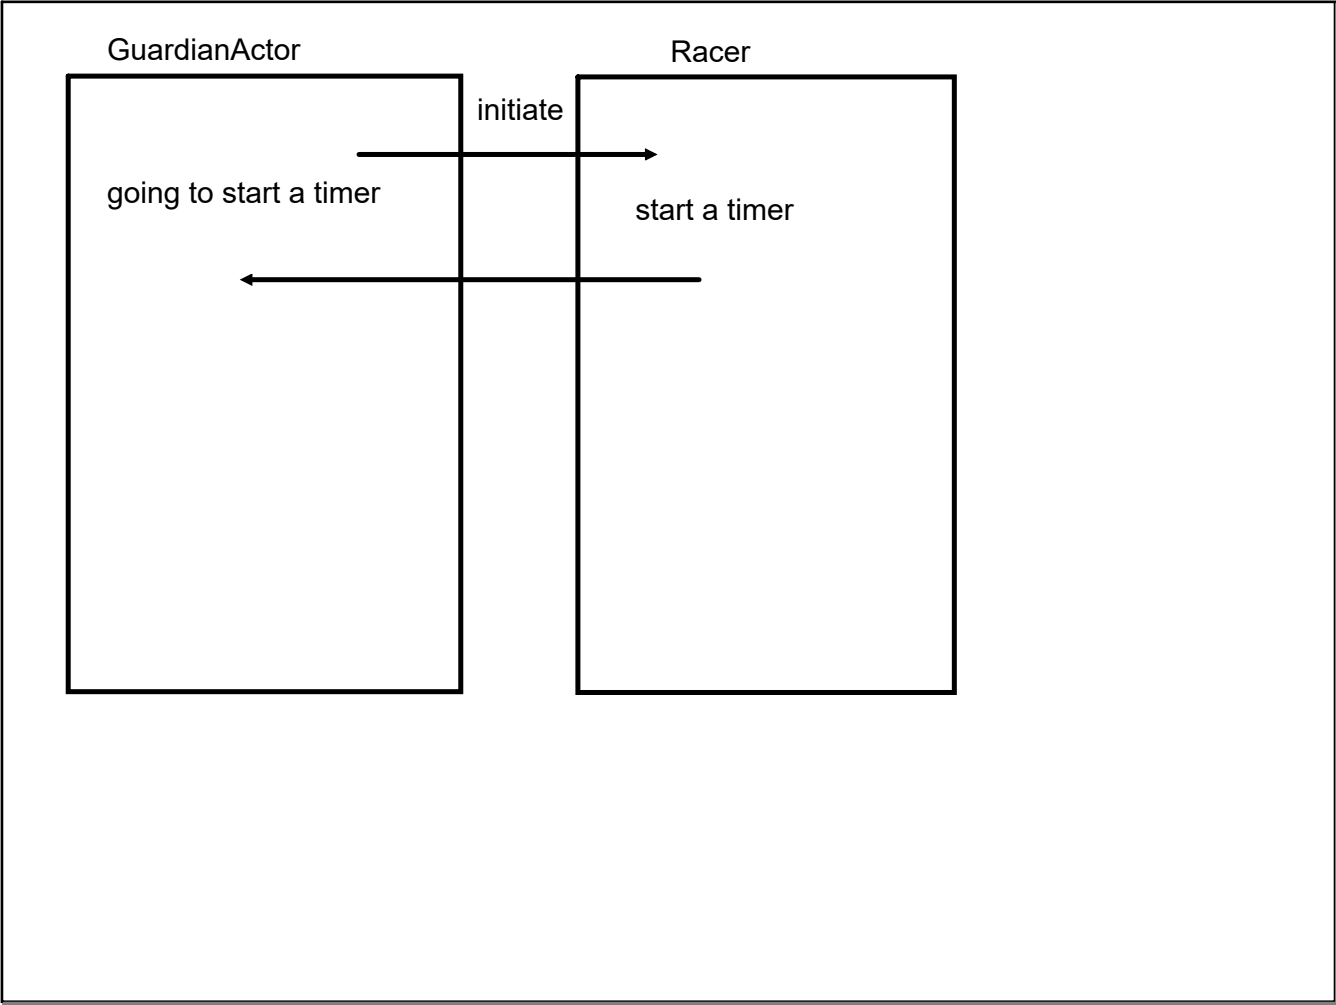 GuardianActor
Racer
initiate
going to start a timer
start a timer